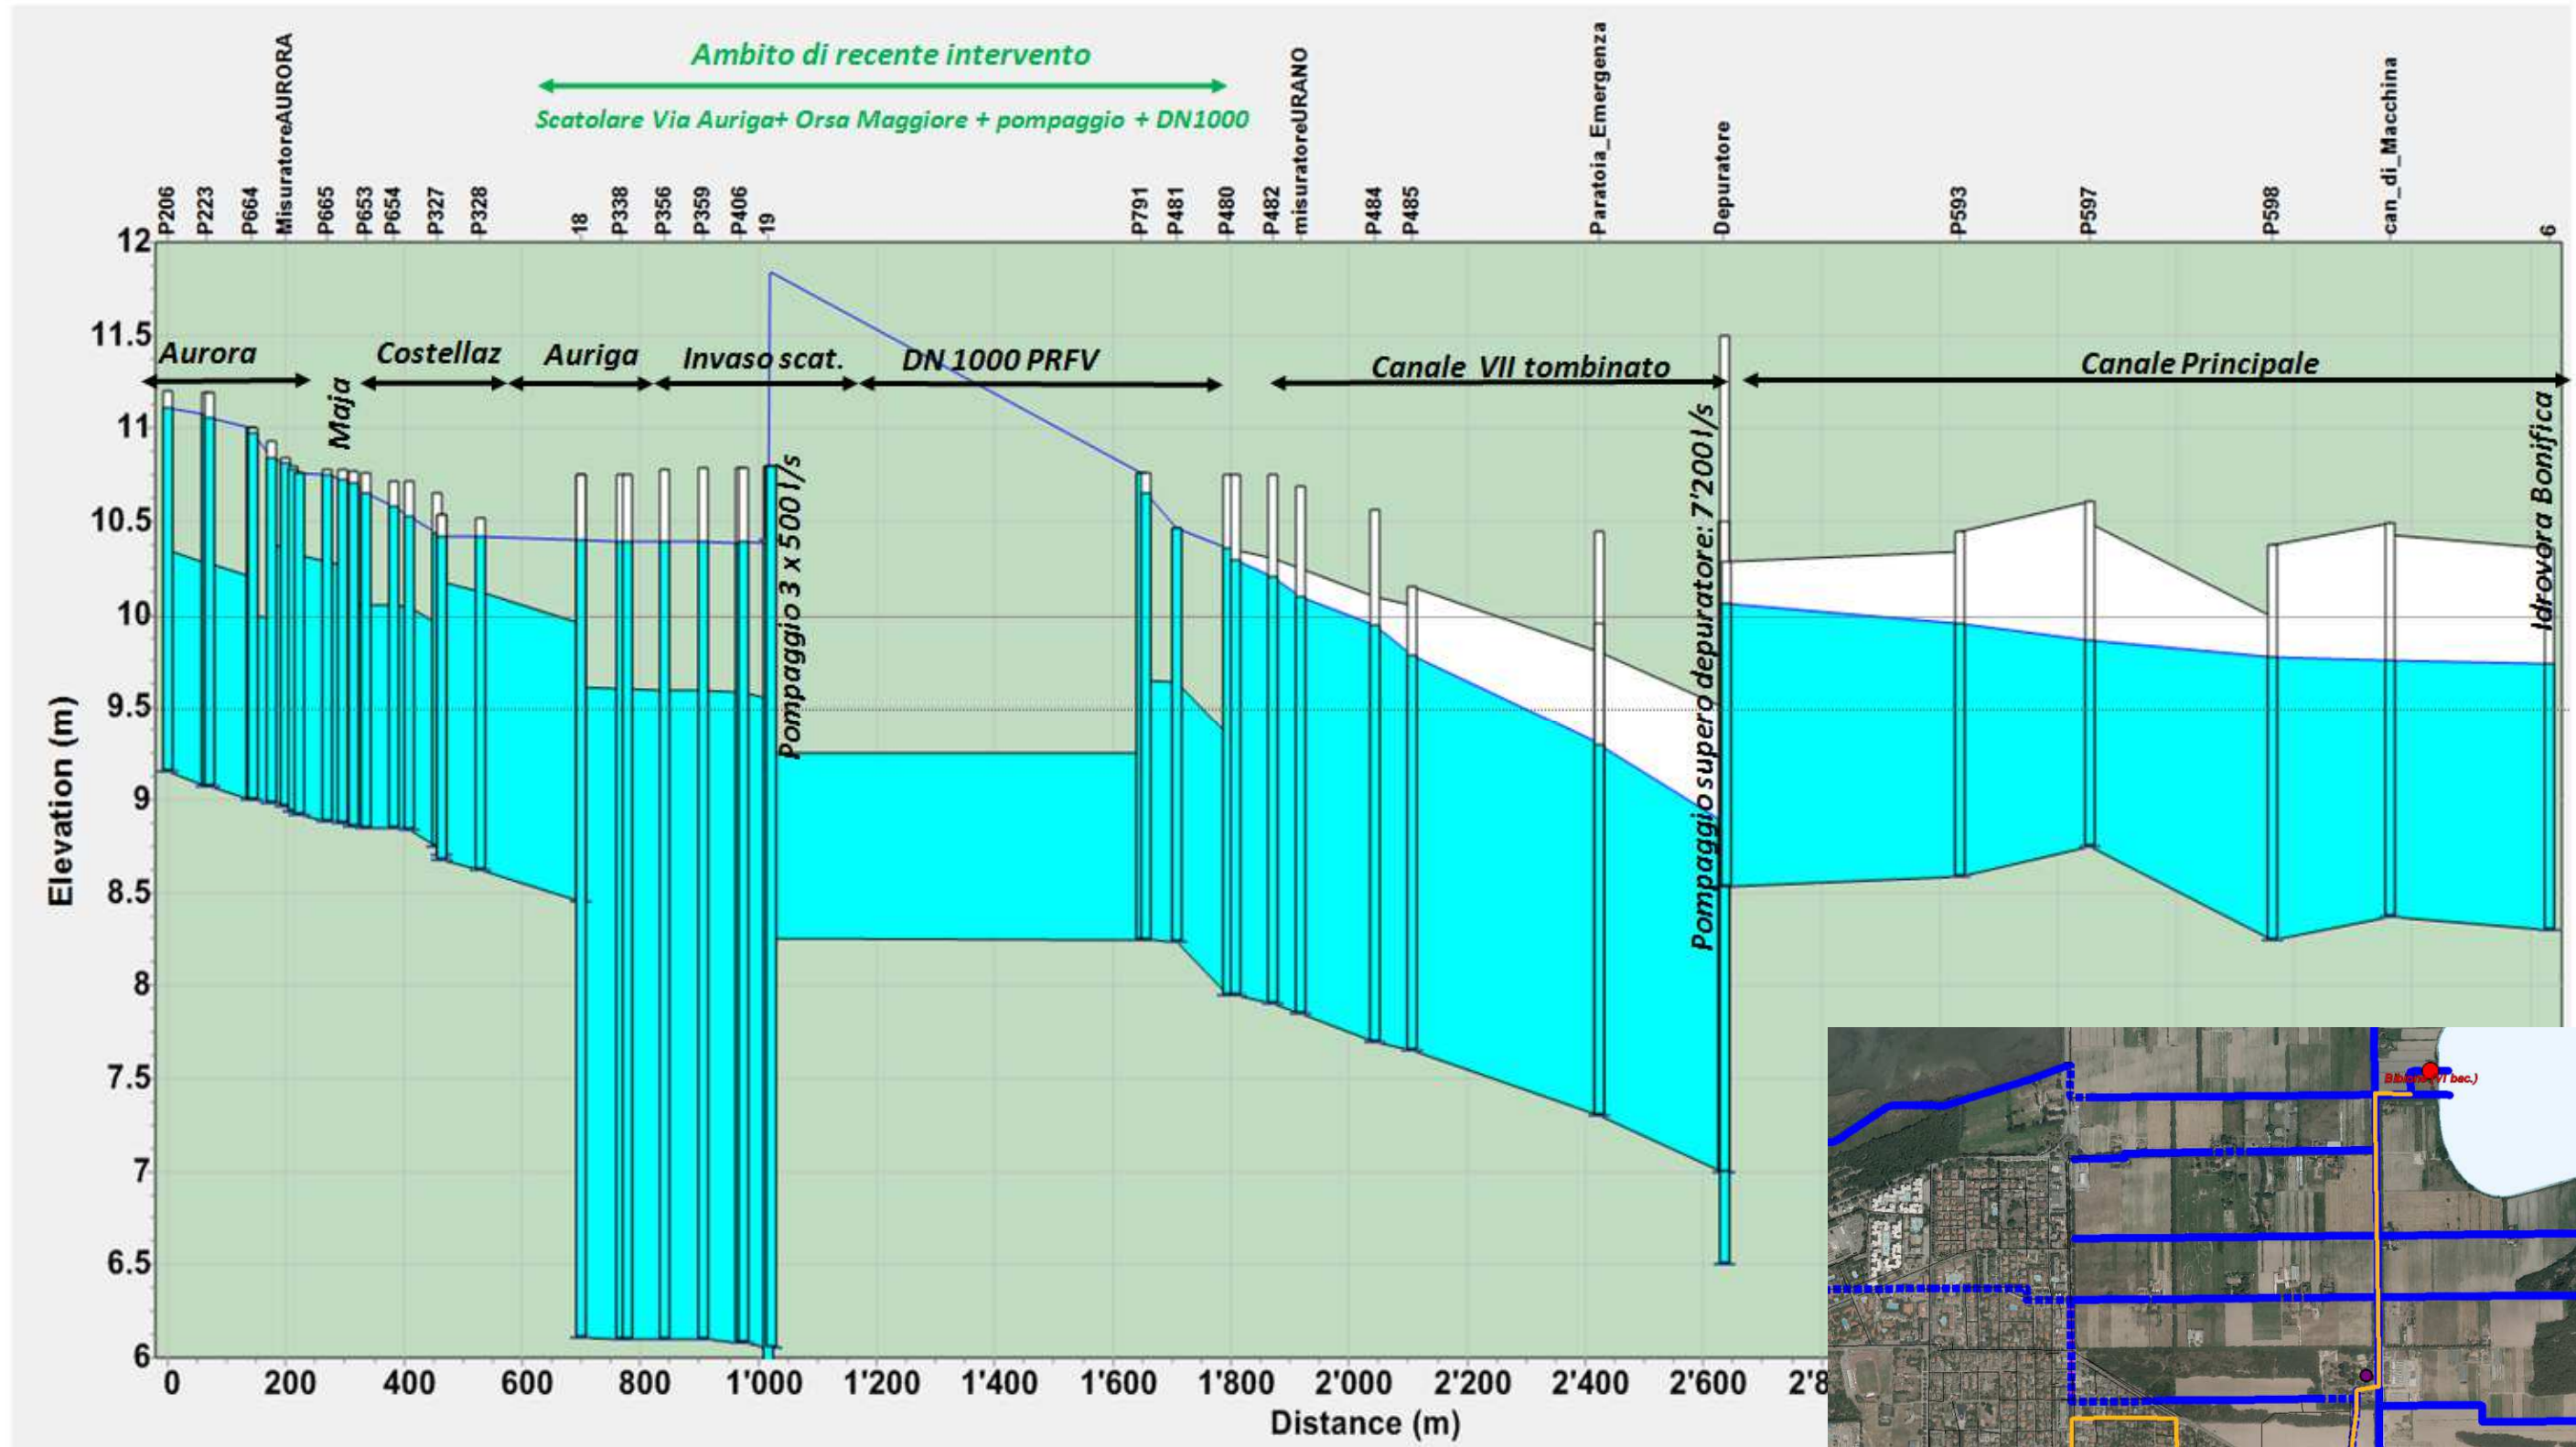 Ambito di recente intervento
Scatolare Via Auriga+ Orsa Maggiore + pompaggio + DN1000
P206
P223
P664
MisuratoreAURORA
P665
P653
P654
P327
P328
18
P338
P356
P359
P406
19
P791
P481
P480
P482
misuratoreURANO
P484
P485
Paratoia_Emergenza
Depuratore
P593
P597
P598
can_di_Macchina
6
Aurora
Maja
Costellaz
Auriga
Invaso scat.
DN 1000 PRFV
Canale VII tombinato
Canale Principale
Pompaggio 3 x 500 l/s
Pompaggio supero depuratore: 7'200 l/s
Idrovora Bonifica
Elevation (m)
12
11.5
11
10.5
10
9.5
9
8.5
8
7.5
7
6.5
6
0 200 400 600 800 1'000 1'200 1'400 1'600 1'800 2'000 2'200 2'400 2'600 2'8
Distance (m)
(VI bac.)